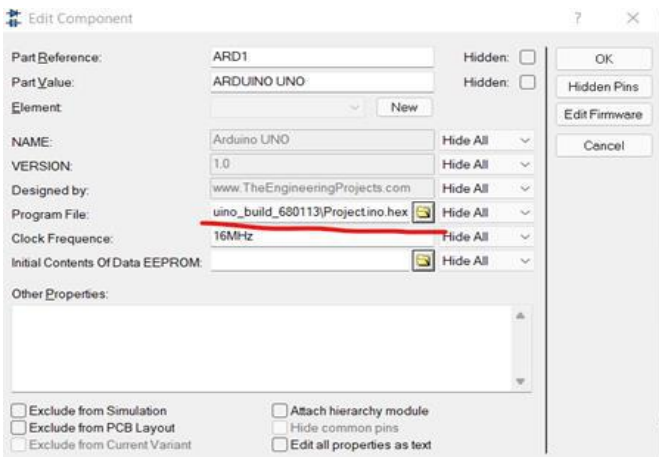 Edit Component
? ×
Part Reference: ARD1 Hidden: OK
Part Value: ARDUINO UNO Hidden: Hidden Pins
Element: New Edit Firmware
NAME: Arduino UNO Hide All Cancel
VERSION: 1.0 Hide All
Designed by: www.TheEngineeringProjects.com Hide All
Program File: uino_build_680113\Project.ino.hex Hide All
Clock Frequence: 16MHz Hide All
Initial Contents Of Data EEPROM: Hide All
Other Properties:
Exclude from Simulation Attach hierarchy module
Exclude from PCB Layout Hide common pins
Exclude from Current Variant Edit all properties as text